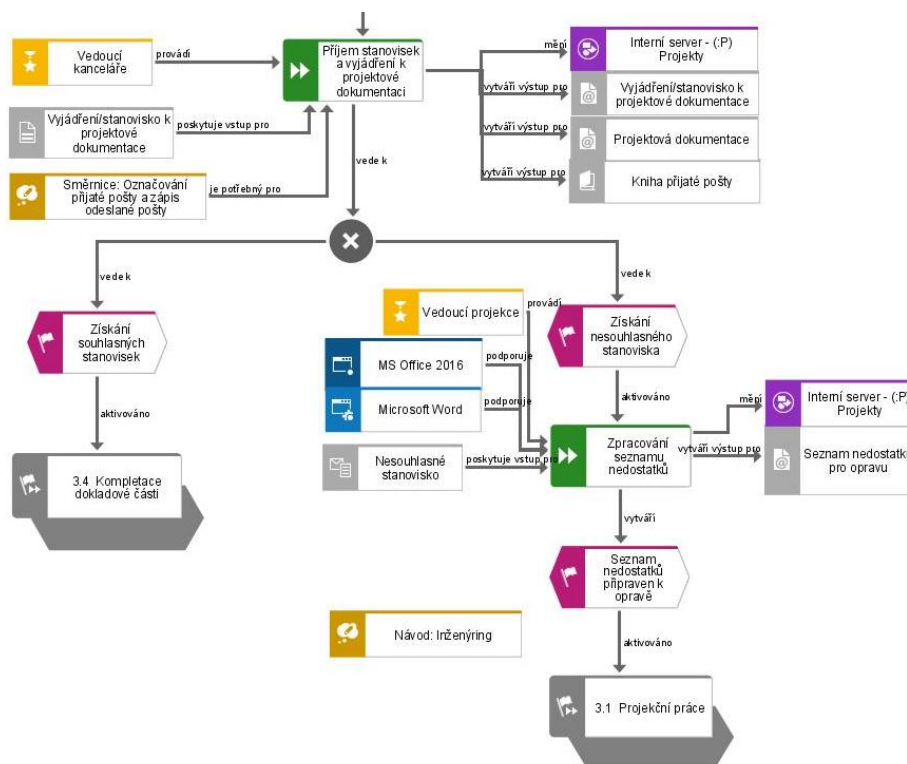 Vedoucí
kanceláře
provádí
Příjem stanovisek
a vyjádření k
projektové
dokumentaci
mění
Interní server - (:P)
Projekty
vytváří výstup pro
Vyjádření/stanovisko k
projektové dokumentace
vytváří výstup pro
Projektová dokumentace
vytváří výstup pro
Kniha přijaté pošty
Vyjádření/stanovisko k
projektové
dokumentace
poskytuje vstup pro
Směrnice: Označování
přijaté pošty a zápis
odeslané pošty
je potřebný pro
vede k
vede k
vede k
Získání
souhlasných
stanovisek
aktivováno
3.4 Kompletace
dokladové části
Vedoucí projekce
provádí
Získání
nesouhlasného
stanoviska
MS Office 2016
podporuje
Microsoft Word
podporuje
aktivováno
Nesouhlasné
stanovisko
poskytuje vstup pro
Zpracování
seznamu
nedostatků
mění
Interní server - (:P)
Projekty
vytváří výstup pro
Seznam nedostatk
pro opravu
vytváří
Seznam
nedostatků
připraven k
opravě
Návod: Inženýring
aktivováno
3.1 Projekční práce